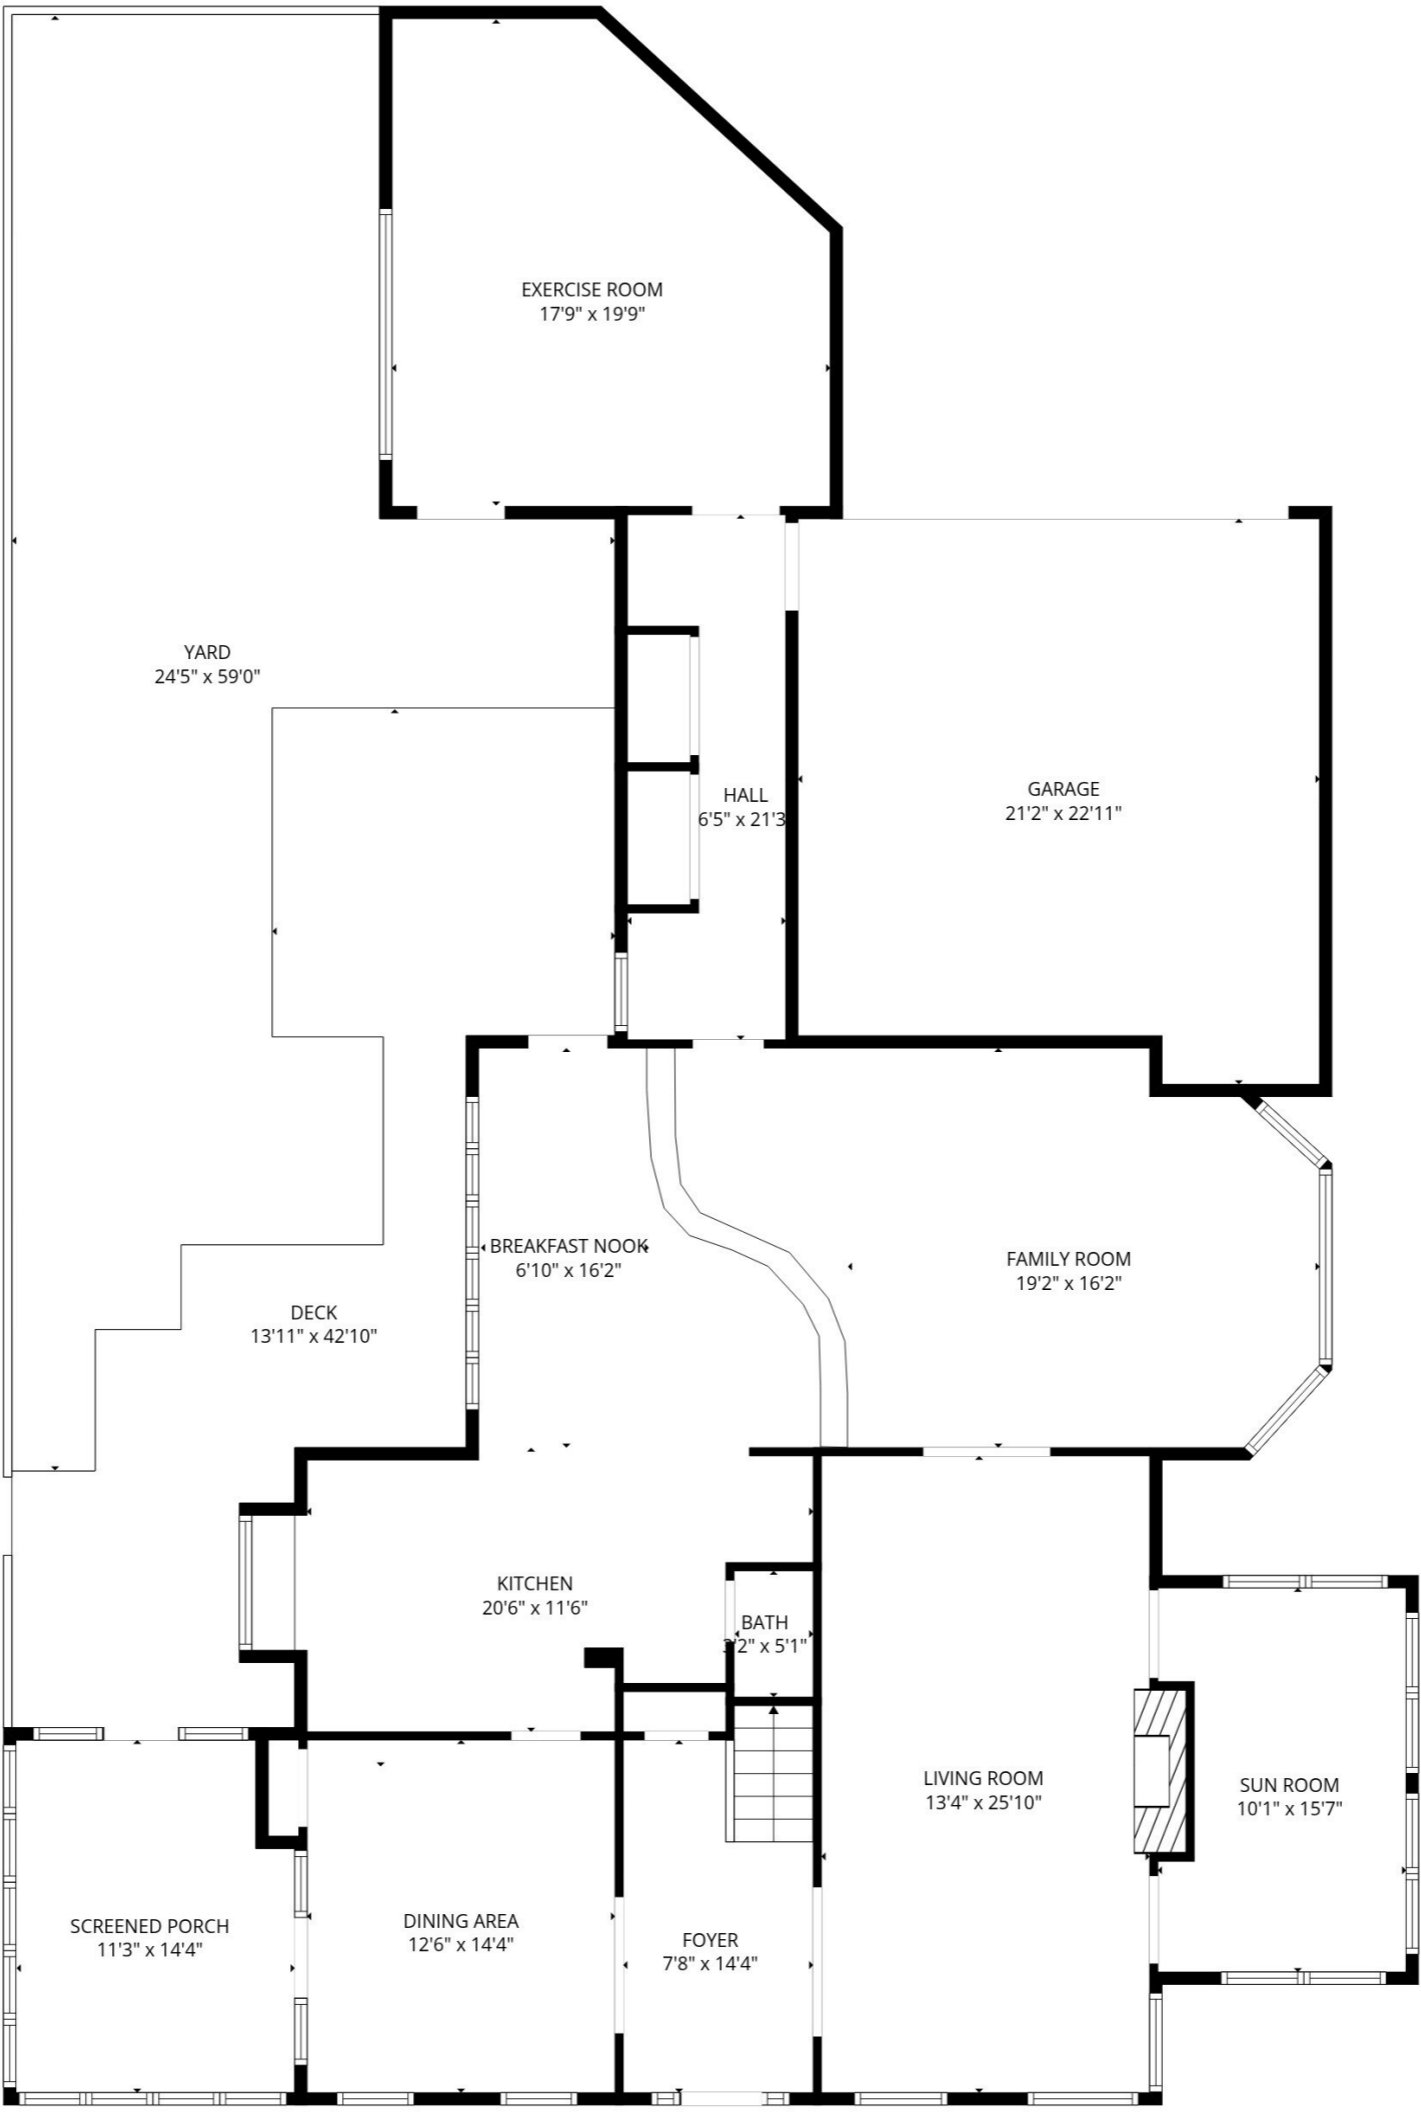 EXERCISE ROOM
17'9" x 19'9"
YARD
24'5" x 59'0"
HALL
6'5" x 21'3
GARAGE
21'2" x 22'11"
BREAKFAST NOOK
6'10" x 16'2"
FAMILY ROOM
19'2" x 16'2"
DECK
13'11" x 42'10"
KITCHEN
20'6" x 11'6"
BATH
3'2" x 5'1"
LIVING ROOM
13'4" x 25'10"
SUN ROOM
10'1" x 15'7"
SCREENED PORCH
11'3" x 14'4"
DINING AREA
12'6" x 14'4"
FOYER
7'8" x 14'4"